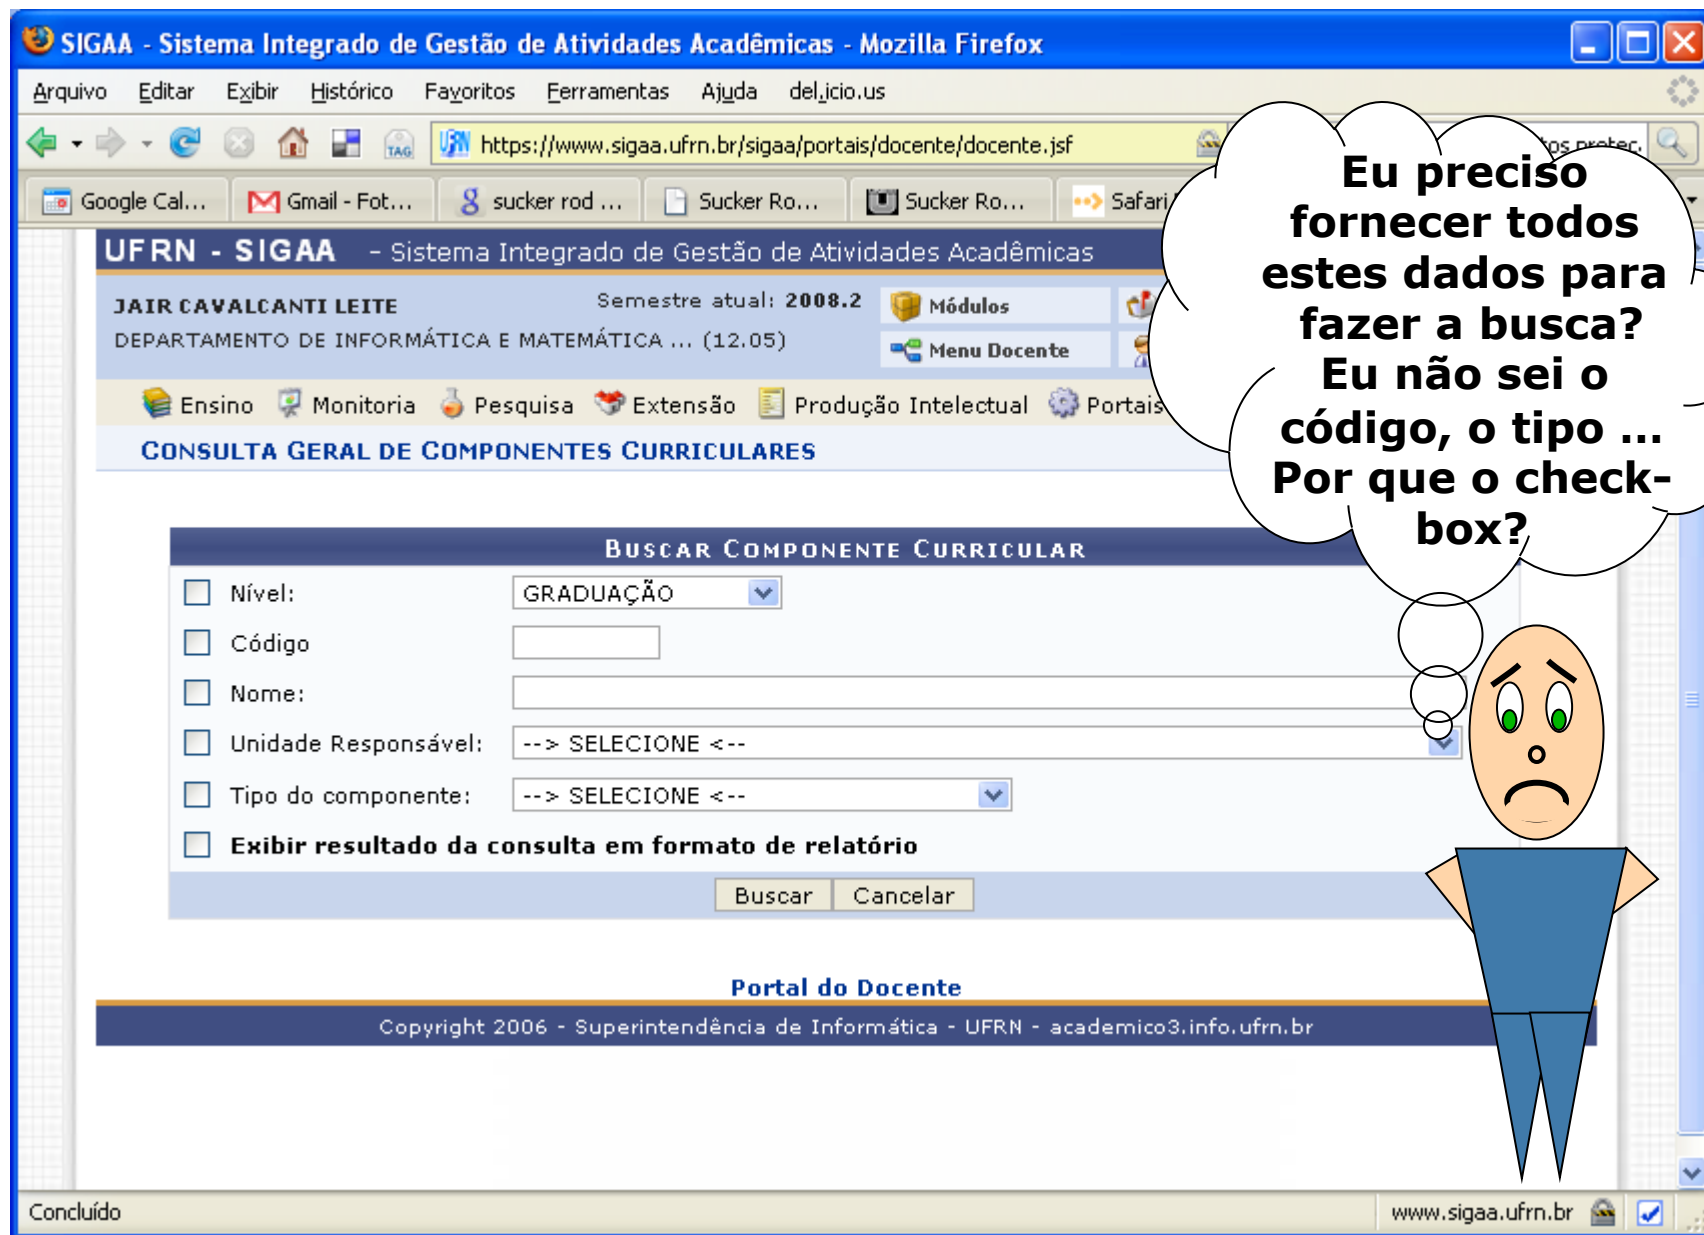 SIGAA - Sistema Integrado de Gestão de Atividades Acadêmicas - Mozilla Firefox
Arquivo Editar Exibir Histórico Favoritos Ferramentas Ajuda del.icio.us
TAG UFRN https://www.sigaa.ufrn.br/sigaa/portais/docente/docente.jsf
Google Cal... Gmail - Fot... sucker rod ... Sucker Ro... Sucker Ro... Safari
Eu preciso
fornecer todos
estes dados para
fazer a busca?
Eu não sei o
código, o tipo ...
Por que o check-
box?
UFRN - SIGAA - Sistema Integrado de Gestão de Atividades Acadêmicas
JAIR CAVALCANTI LEITE Semestre atual: 2008.2 Módulos
DEPARTAMENTO DE INFORMÁTICA E MATEMÁTICA ... (12.05) Menu Docente
Ensino Monitoria Pesquisa Extensão Produção Intelectual Portais
CONSULTA GERAL DE COMPONENTES CURRICULARES
BUSCAR COMPONENTE CURRICULAR
Nível: GRADUAÇÃO
Código
Nome:
Unidade Responsável: --> SELECIONE <--
Tipo do componente: --> SELECIONE <--
Exibir resultado da consulta em formato de relatório
Buscar Cancelar
Portal do Docente
Copyright 2006 - Superintendência de Informática - UFRN - academico3.info.ufrn.br
Concluído www.sigaa.ufrn.br